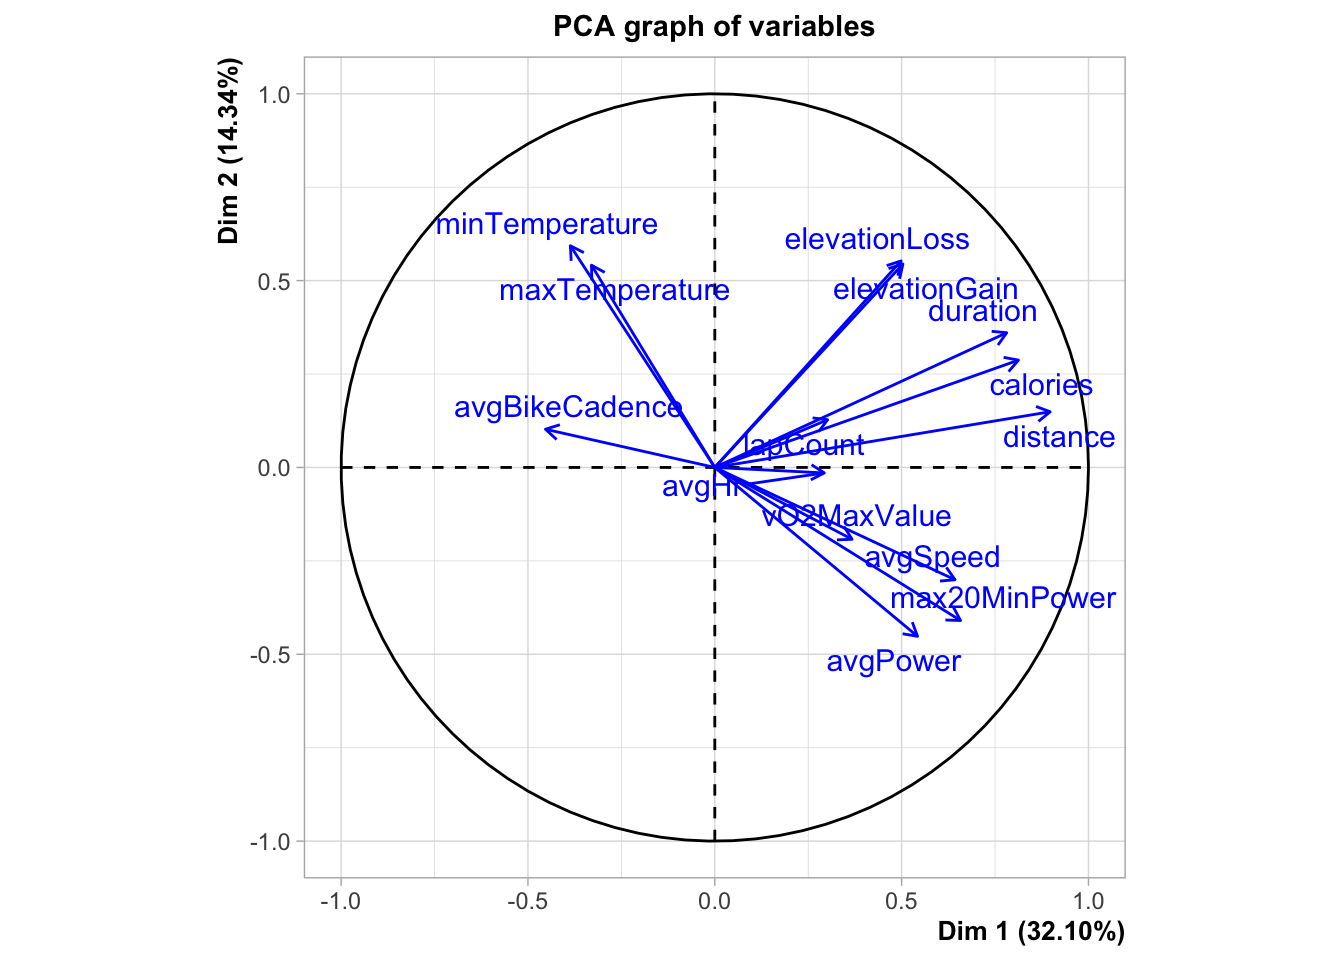 PCA graph of variables
Dim 2 (14.34%)
1.0
0.5
0.0
-0.5
-1.0
minTemperature
elevationLoss
maxTemperature
elevationGain
duration
calories
avgBikeCadence
distance
lapCount
avgHr
vO2MaxValue
avgSpeed
max20MinPower
avgPower
-1.0
-0.5
0.0
0.5
1.0
Dim 1 (32.10%)